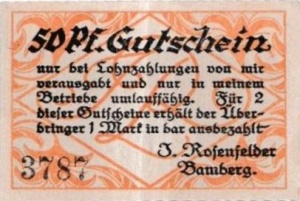 50 Pf. Gutschein
nur bei Lohnzahlungen von mir
verausgabt und nur in meinem
Betriebe umlauffähig. Für 2
dieser Gutscheine erhält der Über-
bringer 1 Mark in bar ausbezahlt
J. Rosenfelder
3787
Bamberg.